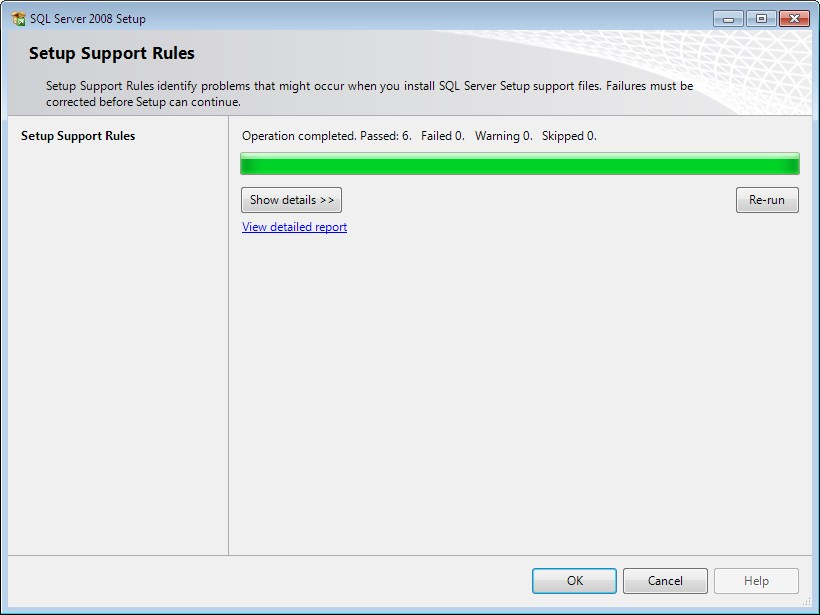 SQL Server 2008 Setup
Setup Support Rules
Setup Support Rules identify problems that might occur when you install SQL Server Setup support files. Failures must be
corrected before Setup can continue.
Setup Support Rules
Operation completed. Passed: 6.   Failed 0.   Warning 0.   Skipped 0.
Show details >>
Re-run
View detailed report
OK
Cancel
Help